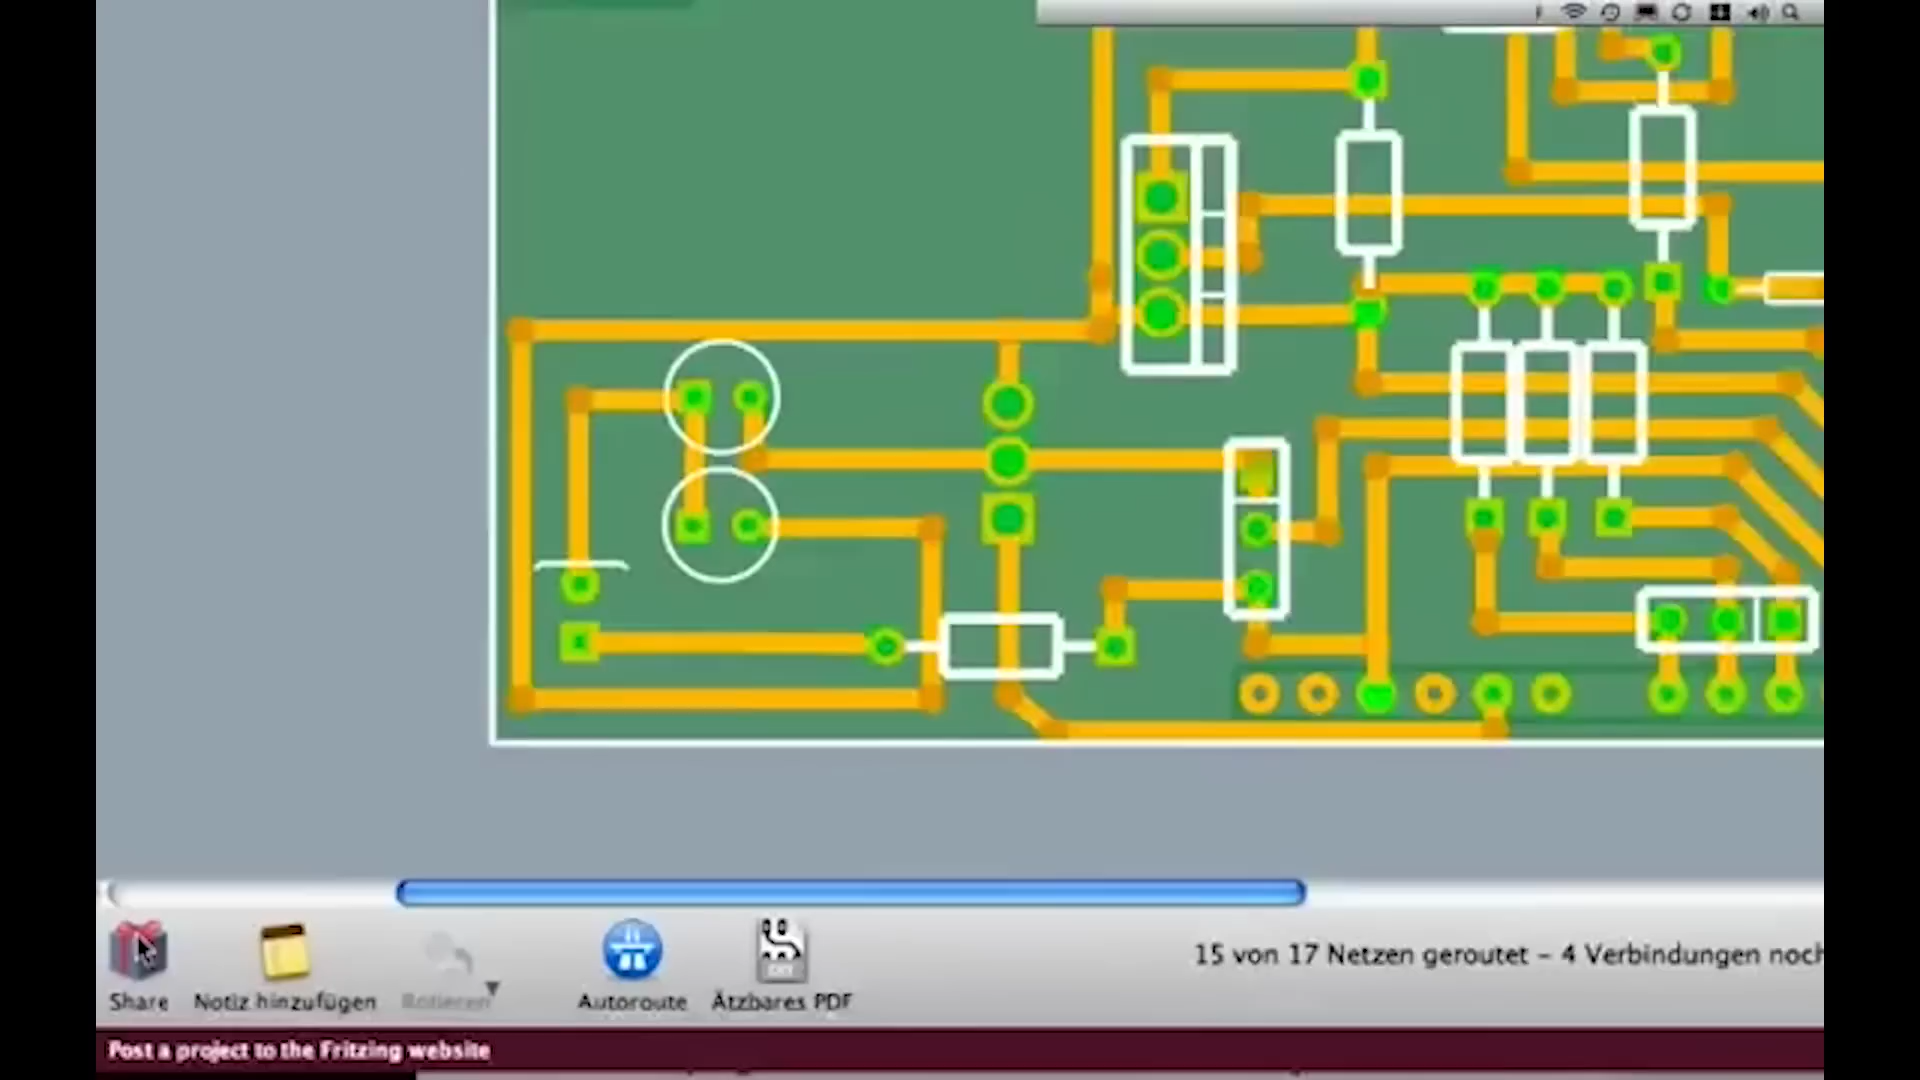 15 von 17 Netzen geroutet – 4 Verbindungen noch
Share
Notiz hinzufügen
Rotieren
Autoroute
Ätzbares PDF
Post a project to the Fritzing website